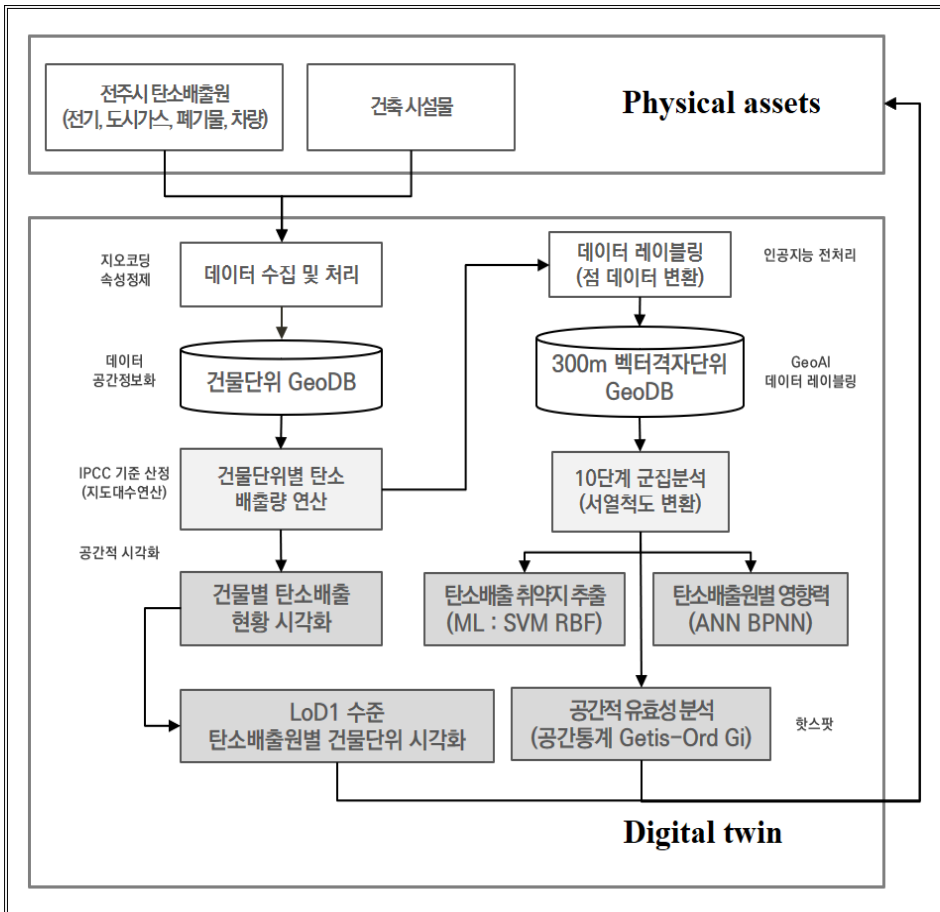 전주시 탄소배출원
(전기, 도시가스, 폐기물, 차량)
건축 시설물
Physical assets
지오코딩
속성정제
데이터 수집 및 처리
데이터 레이블링
(점 데이터 변환)
인공지능 전처리
데이터
공간정보화
건물단위 GeoDB
300m 벡터격자단위
GeoDB
GeoAI
데이터 레이블링
IPCC 기준 산정
(지도대수연산)
건물단위별 탄소
배출량 연산
10단계 군집분석
(서열척도 변환)
공간적 시각화
건물별 탄소배출
현황 시각화
탄소배출 취약지 추출
(ML : SVM RBF)
탄소배출원별 영향력
(ANN BPNN)
LoD1 수준
탄소배출원별 건물단위 시각화
공간적 유효성 분석
(공간통계 Getis-Ord Gi)
핫스팟
Digital twin